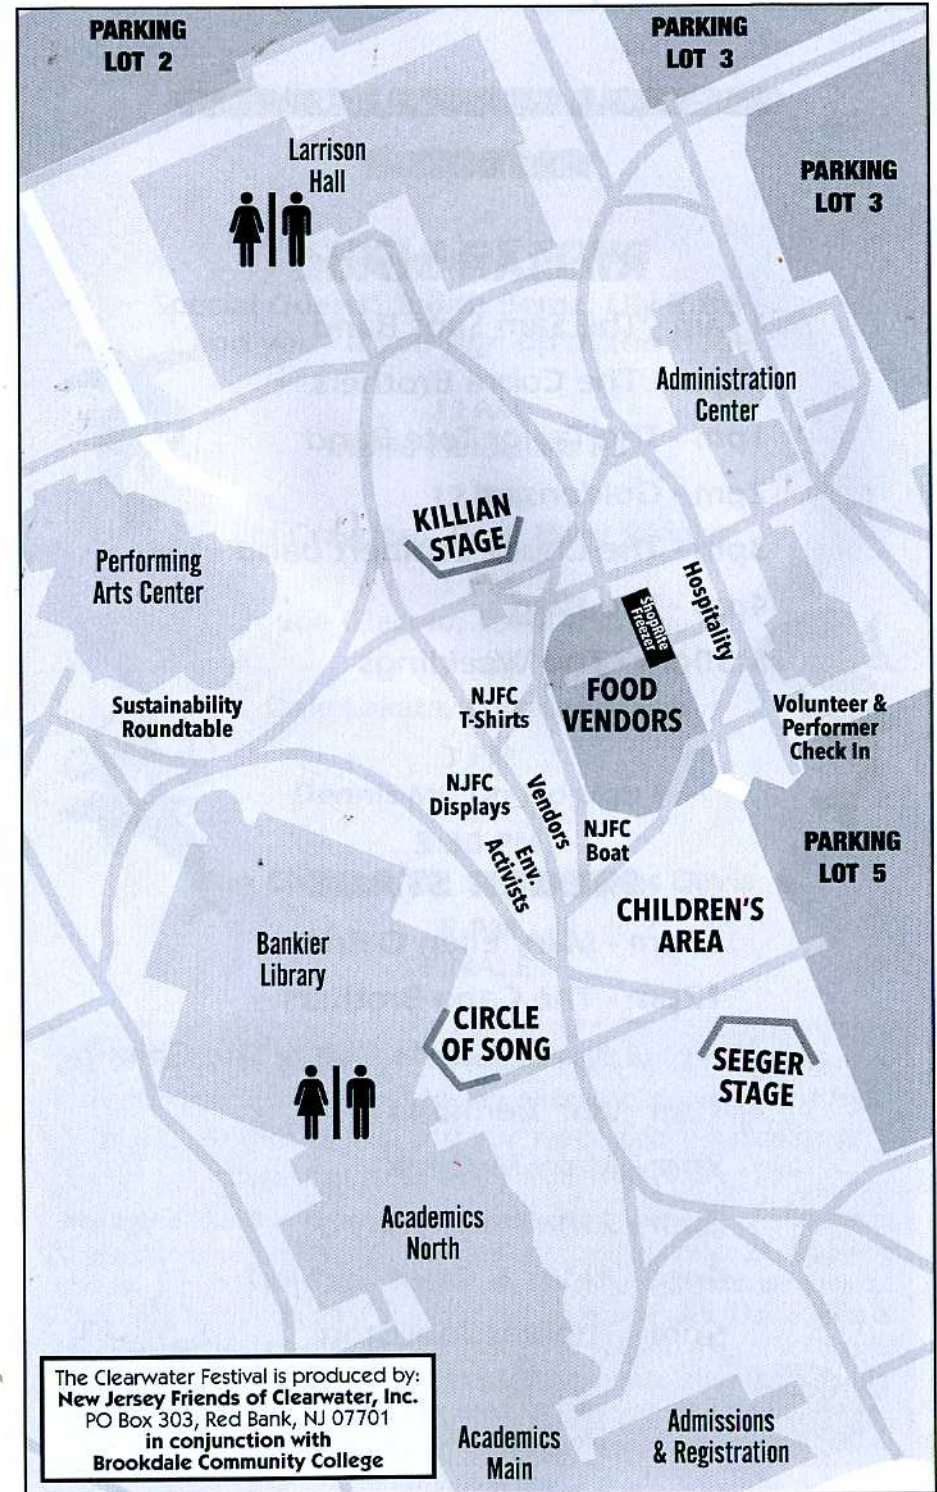 PARKING
LOT 2
PARKING
LOT 3
PARKING
LOT 3
Larrison
Hall
Administration
Center
KILLIAN
STAGE
Performing
Arts Center
Hospitality
ShopRite
Freezer
FOOD
VENDORS
NJFC
T-Shirts
Sustainability
Roundtable
Volunteer &
Performer
Check In
NJFC
Displays
Vendors
NJFC
Boat
Env.
Activists
PARKING
LOT 5
CHILDREN'S
AREA
Bankier
Library
CIRCLE
OF SONG
SEEGER
STAGE
Academics
North
The Clearwater Festival is produced by:
New Jersey Friends of Clearwater, Inc.
PO Box 303, Red Bank, NJ 07701
in conjunction with
Brookdale Community College
Academics
Main
Admissions
& Registration